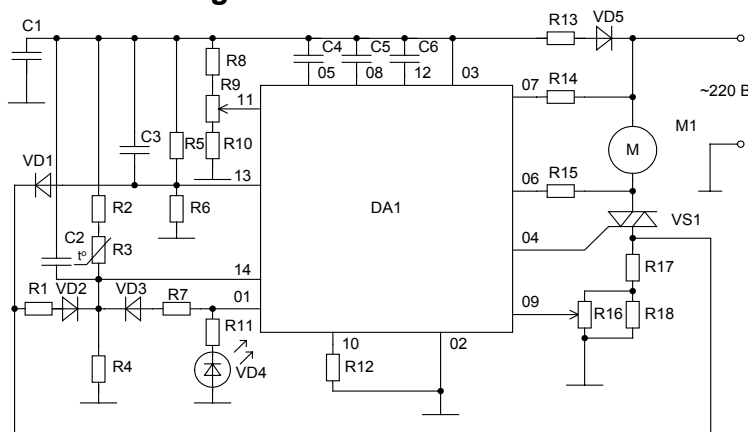 C1
R8
R9
11
R10
C4
05
C5
08
C6
12
03
R13
VD5
07
R14
~220 В
M1
M
C3
R5
VD1
13
R2
R6
C2
t°
R3
DA1
06
R15
VS1
04
14
R17
R1
VD2
VD3
R7
01
09
R16
R18
R11
VD4
R4
10
R12
02